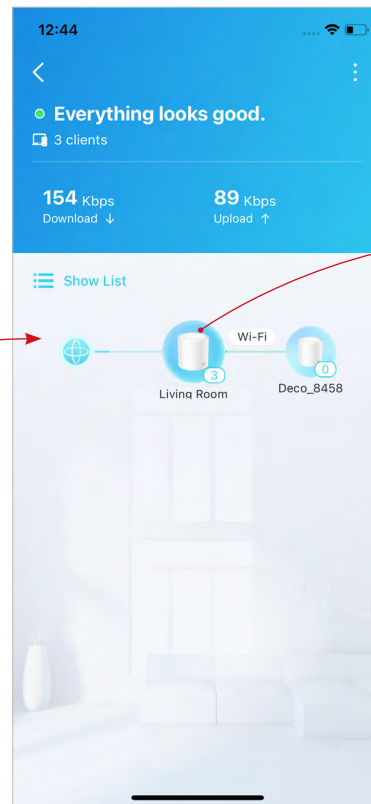 12:44
Everything looks good.
3 clients
154 Kbps
Download ↓
89 Kbps
Upload ↑
Show List
Wi-Fi
3
0
Living Room
Deco_8458